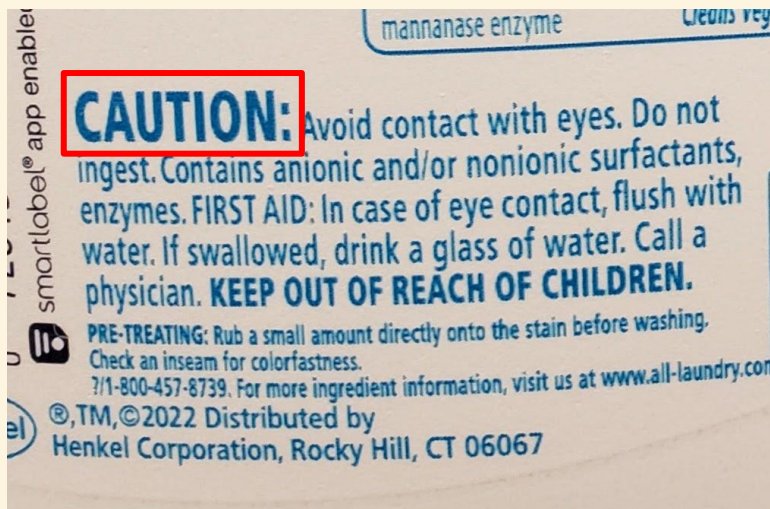 mannanase enzyme
smartlabel® app enabled
CAUTION: Avoid contact with eyes. Do not
ingest. Contains anionic and/or nonionic surfactants,
enzymes. FIRST AID: In case of eye contact, flush with
water. If swallowed, drink a glass of water. Call a
physician. KEEP OUT OF REACH OF CHILDREN.
PRE-TREATING: Rub a small amount directly onto the stain before washing.
Check an inseam for colorfastness.
?/1-800-457-8739. For more ingredient information, visit us at www.all-laundry.com
®,TM,©2022 Distributed by
Henkel Corporation, Rocky Hill, CT 06067